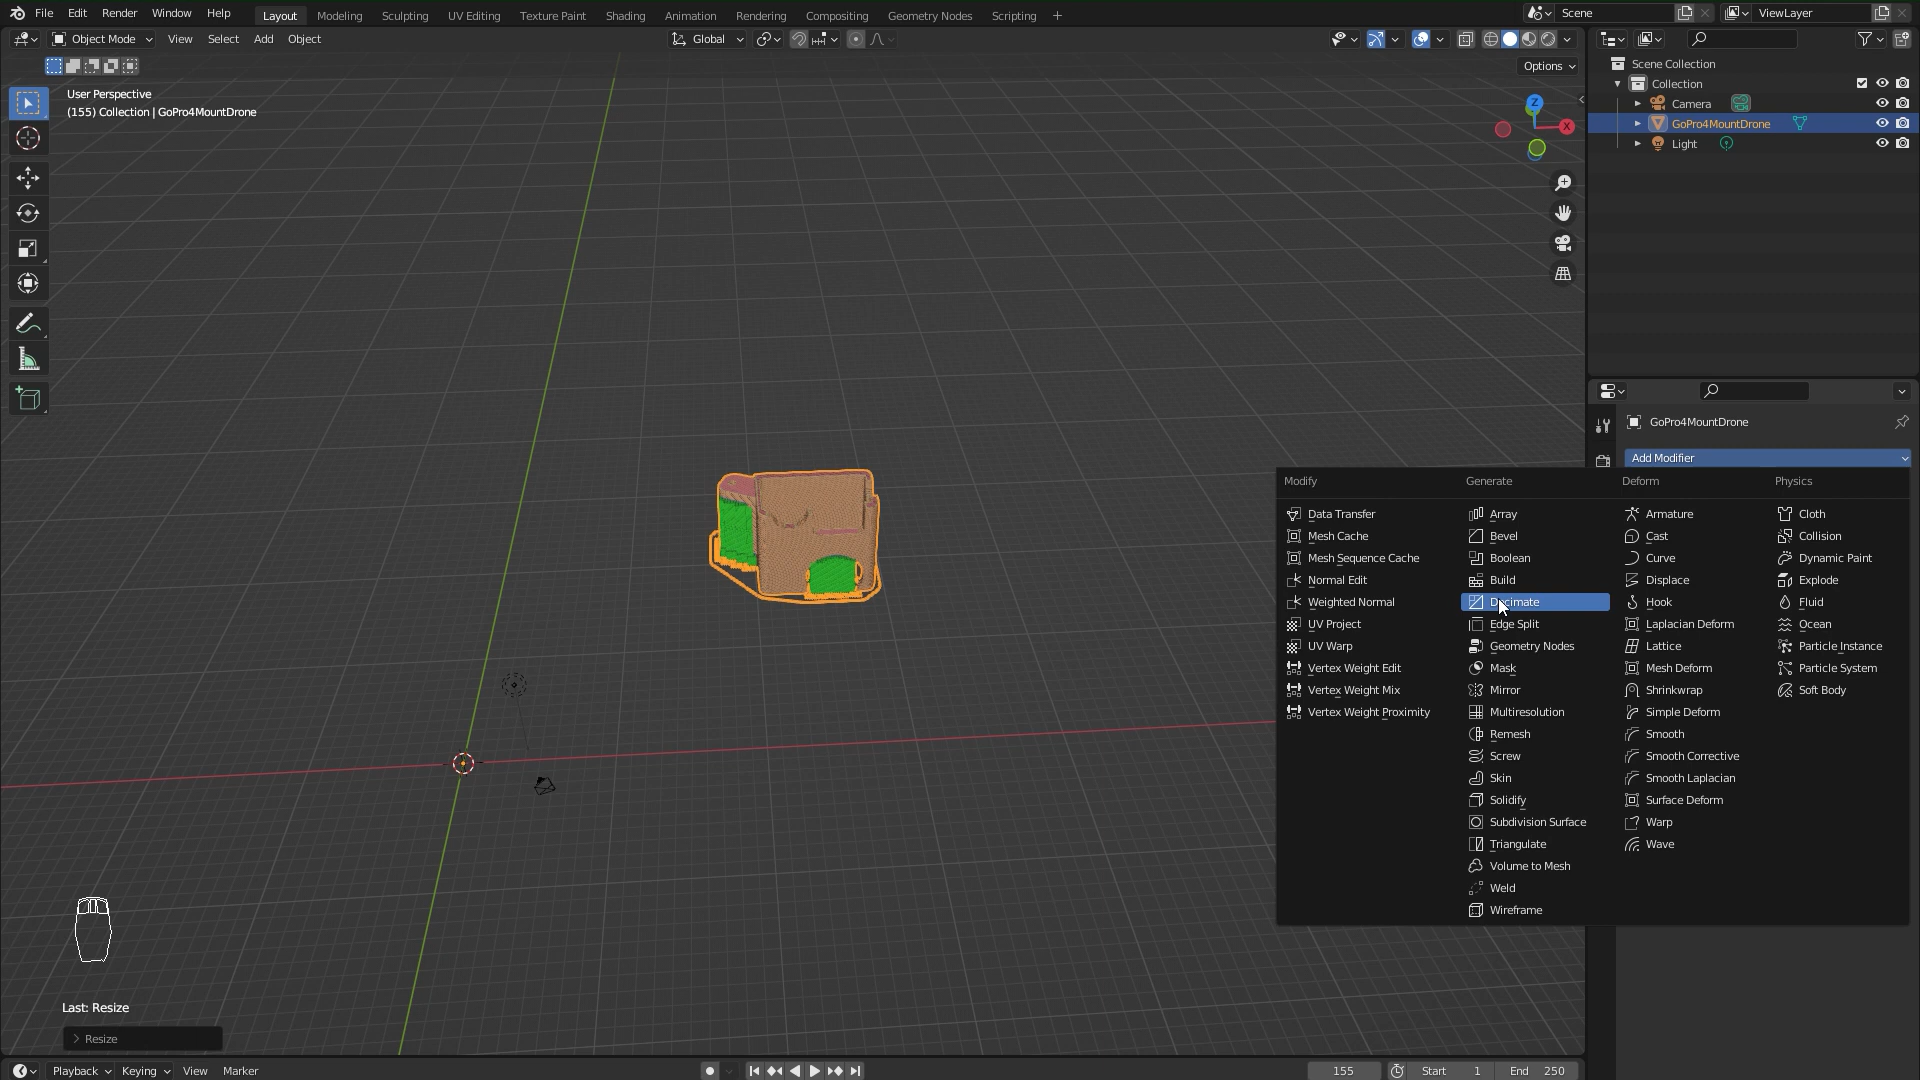 File Edit Render Window Help
Layout Modeling Sculpting UV Editing Texture Paint Shading Animation Rendering Compositing Geometry Nodes Scripting +
Scene
ViewLayer
Object Mode View Select Add Object
Global
Options
User Perspective
(155) Collection | GoPro4MountDrone
Z
X
Scene Collection
Collection
Camera
GoPro4MountDrone
Light
GoPro4MountDrone
Add Modifier
Modify
Data Transfer
Mesh Cache
Mesh Sequence Cache
Normal Edit
Weighted Normal
UV Project
UV Warp
Vertex Weight Edit
Vertex Weight Mix
Vertex Weight Proximity
Generate
Array
Bevel
Boolean
Build
Decimate
Edge Split
Geometry Nodes
Mask
Mirror
Multiresolution
Remesh
Screw
Skin
Solidify
Subdivision Surface
Triangulate
Volume to Mesh
Weld
Wireframe
Deform
Armature
Cast
Curve
Displace
Hook
Laplacian Deform
Lattice
Mesh Deform
Shrinkwrap
Simple Deform
Smooth
Smooth Corrective
Smooth Laplacian
Surface Deform
Warp
Wave
Physics
Cloth
Collision
Dynamic Paint
Explode
Fluid
Ocean
Particle Instance
Particle System
Soft Body
Last: Resize
Resize
Playback Keying View Marker
155
Start 1
End 250